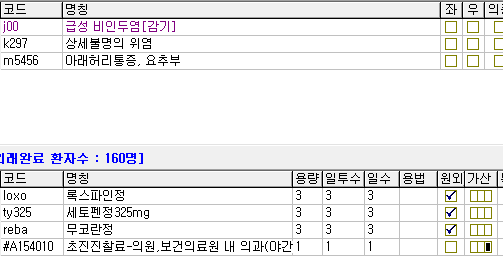 코드 명칭 좌 우
j00 급성 비인두염[감기]
k297 상세불명의 위염
m5456 아래허리통증, 요추부
외래완료 환자수 : 160명]
코드 명칭 용량 일투수 일수 용법 원외 가산
loxo 록스파인정 3 3 3
ty325 세토펜정325mg 3 3 3
reba 무코란정 3 3 3
#A154010 초진진찰료-의원,보건의료원 내 의과(야간 1 1 1